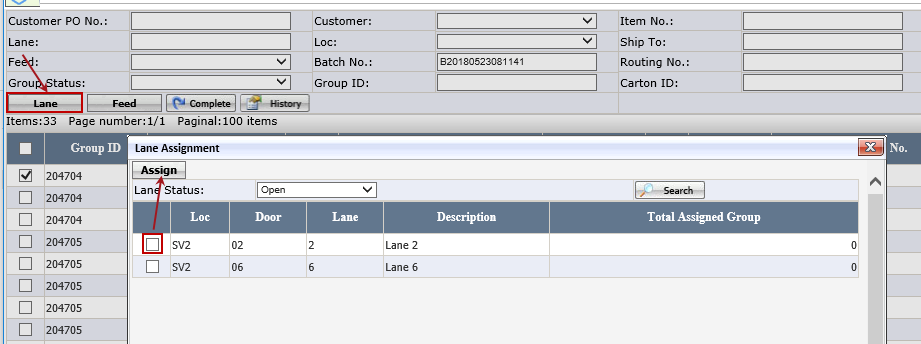 Customer PO No.: Customer: Item No.:
Lane: Loc: Ship To:
Feed: Batch No.: B20180523081141 Routing No.:
Group Status: Group ID: Carton ID:
Lane Feed Complete History
Items:33 Page number:1/1 Paginal:100 items
Group ID No.
204704
204704
204704
204705
204705
204705
204705
204705
Lane Assignment
Assign
Lane Status: Open Search
Loc Door Lane Description Total Assigned Group
SV2 02 2 Lane 2 0
SV2 06 6 Lane 6 0